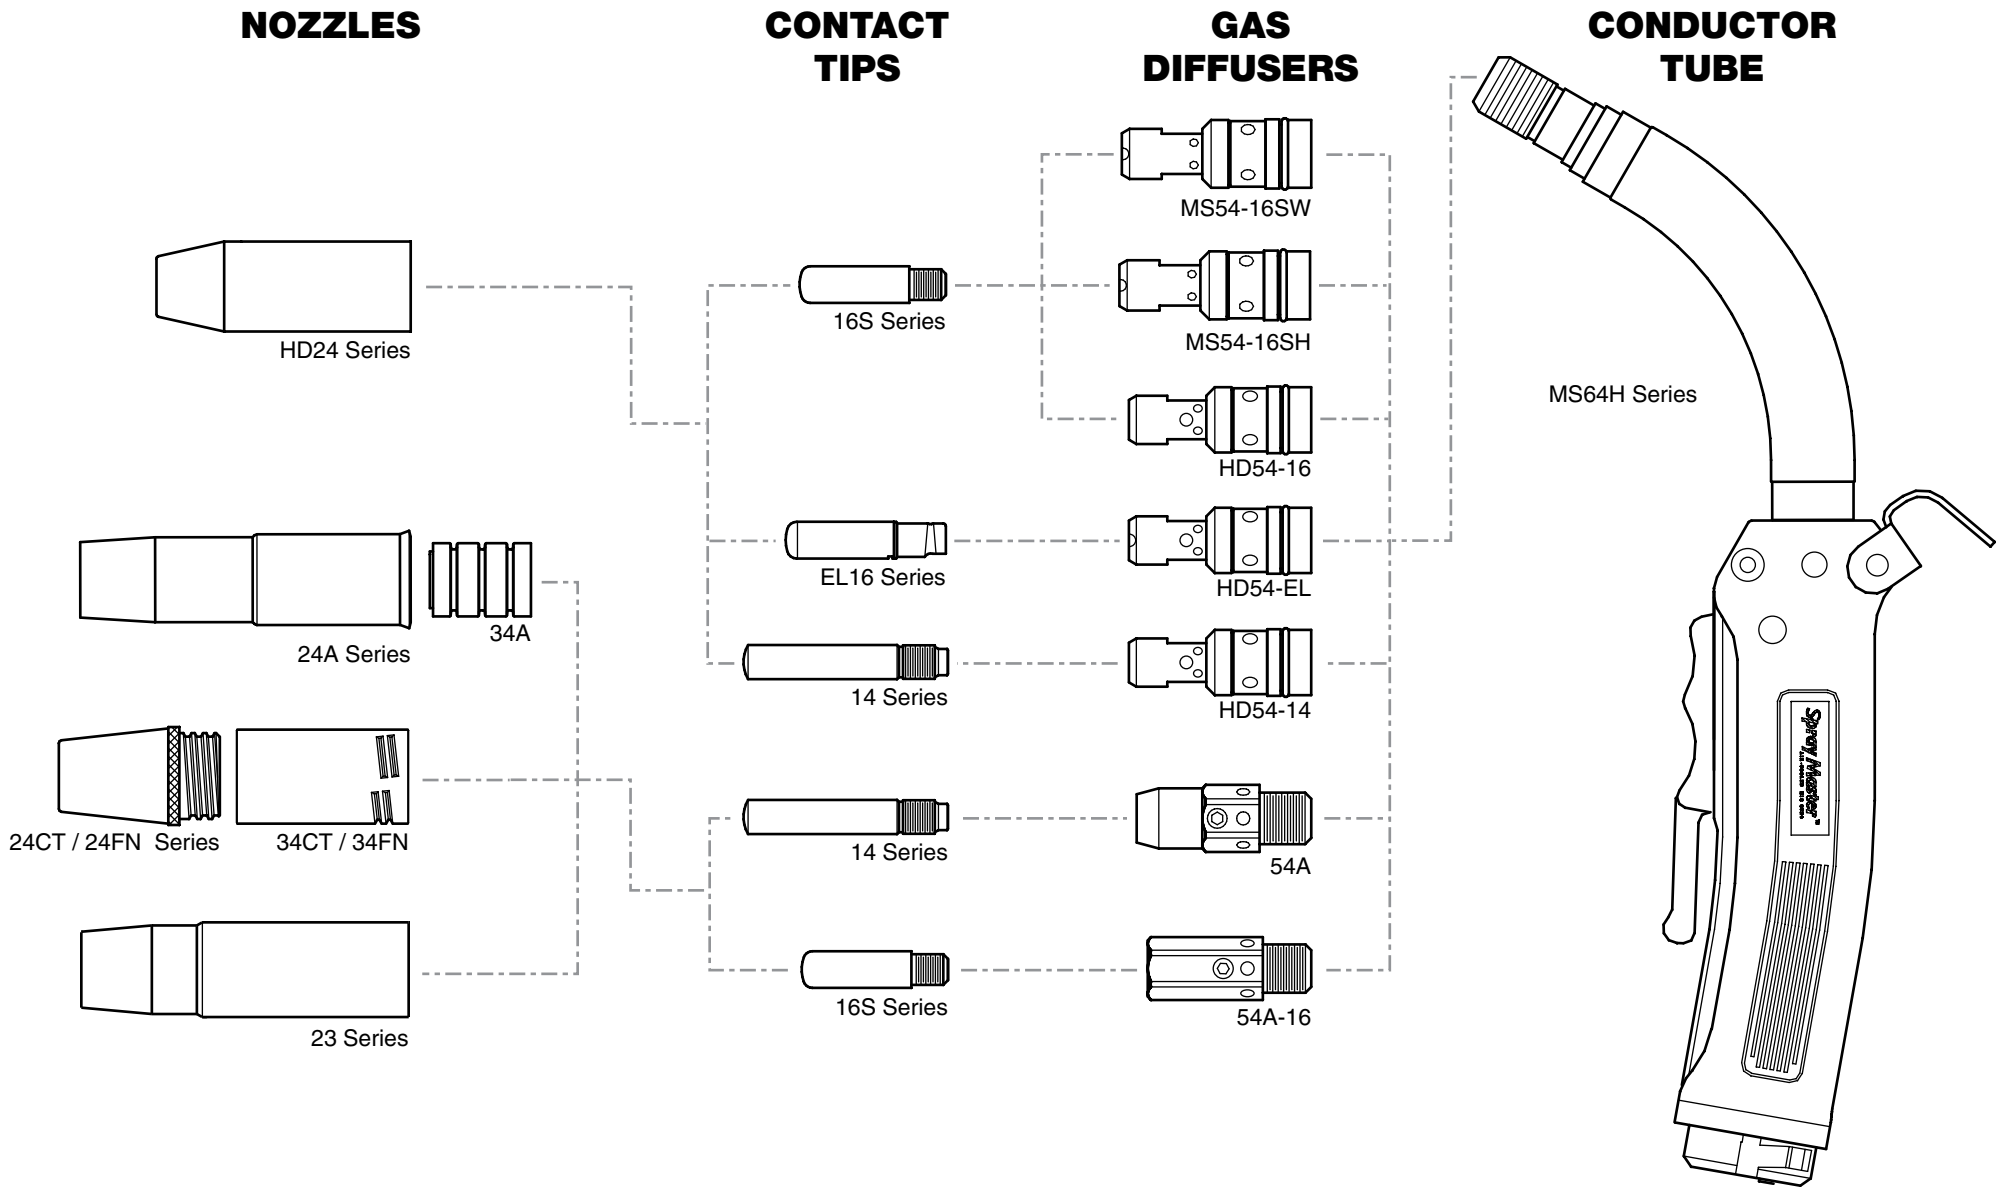 NOZZLES
CONTACT
TIPS
GAS
DIFFUSERS
CONDUCTOR
TUBE
MS54-16SW
HD24 Series
16S Series
MS54-16SH
MS64H Series
HD54-16
EL16 Series
HD54-EL
24A Series
34A
14 Series
HD54-14
24CT / 24FN Series
34CT / 34FN
14 Series
54A
23 Series
16S Series
54A-16
Spray Master™